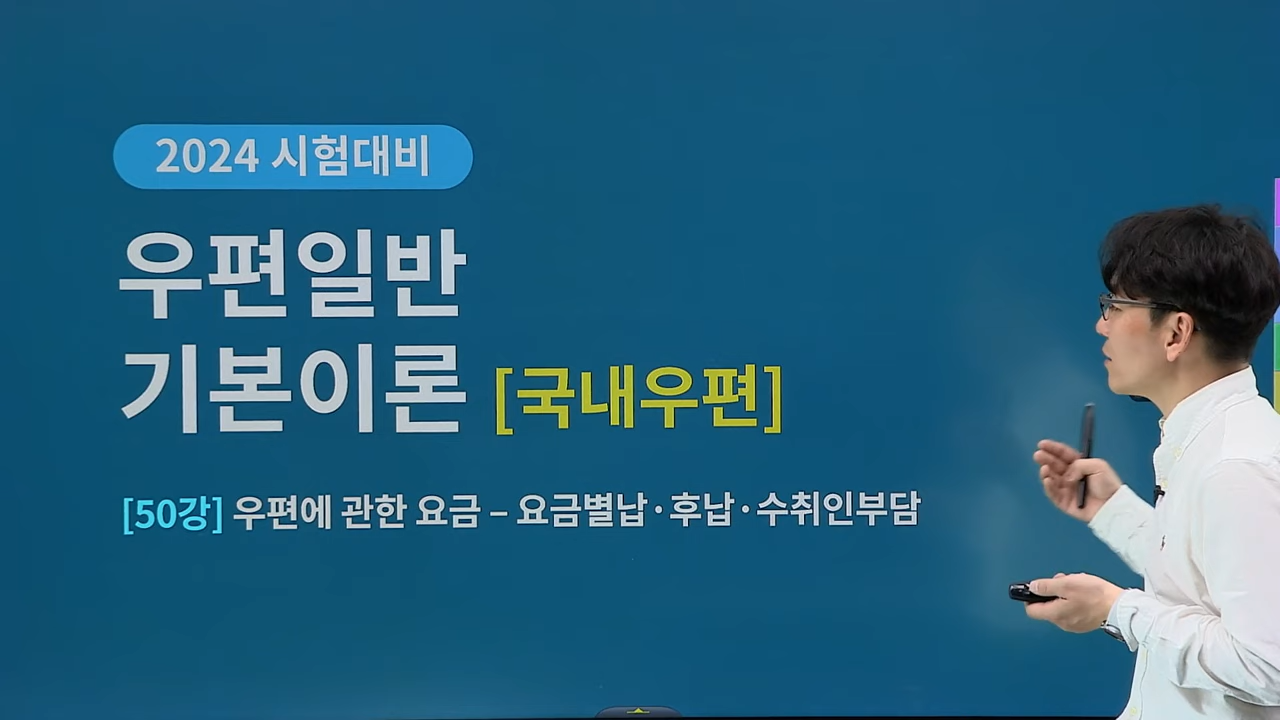 2024 시험대비
우편일반
기본이론 [국내우편]
[50강] 우편에 관한 요금 – 요금별납·후납·수취인부담